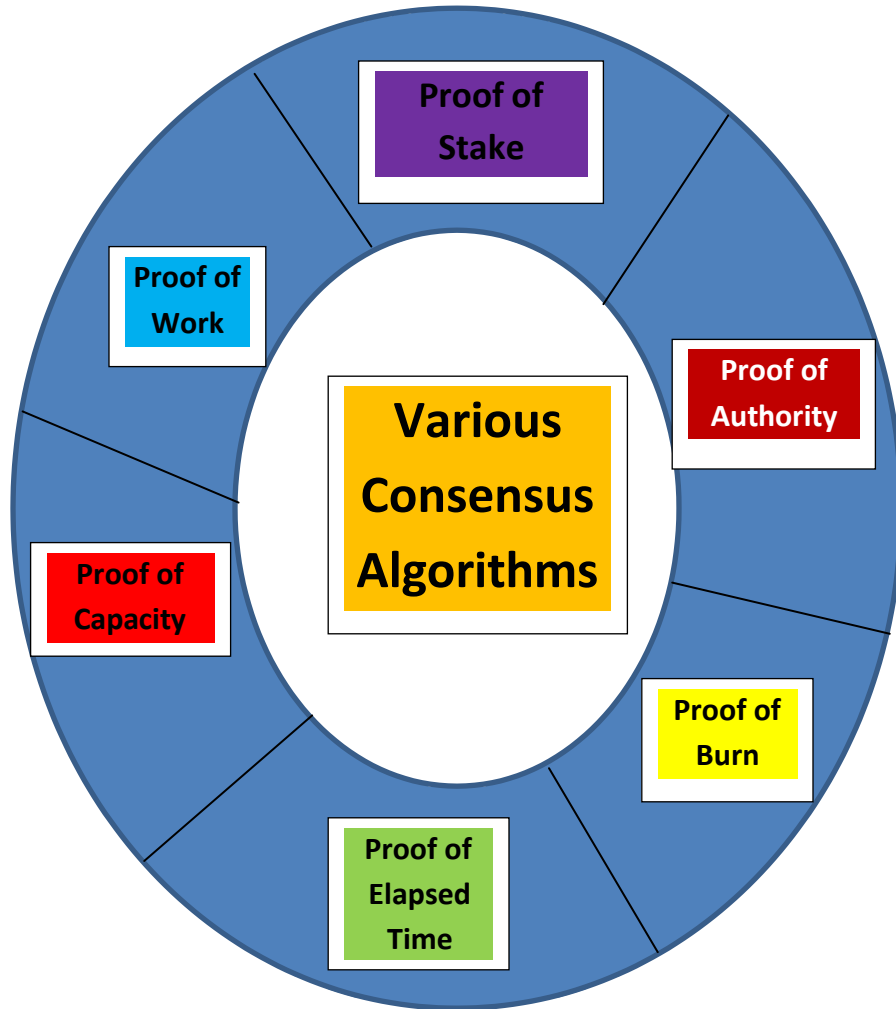 Proof of
Stake
Proof of
Work
Proof of
Authority
Various
Consensus
Algorithms
Proof of
Capacity
Proof of
Burn
Proof of
Elapsed
Time